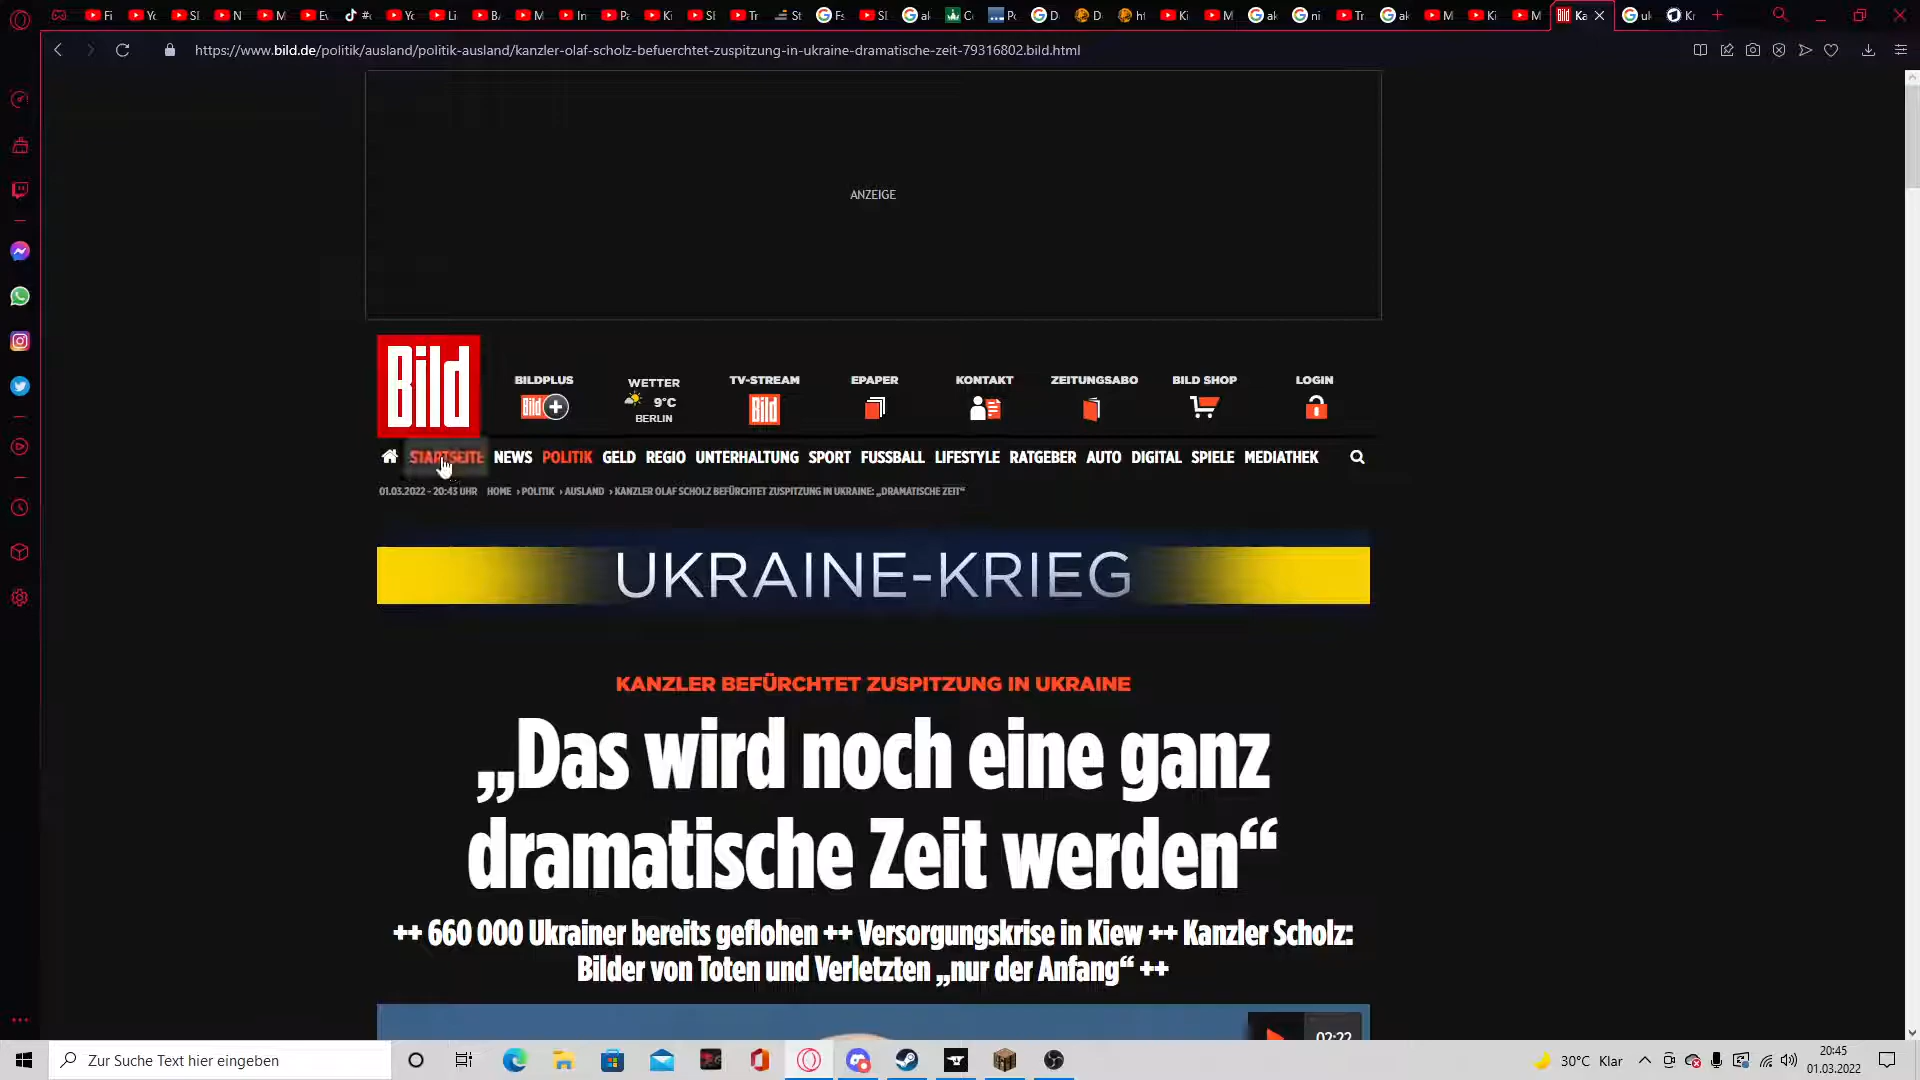 https://www.bild.de/politik/ausland/politik-ausland/kanzler-olaf-scholz-befuerchtet-zuspitzung-in-ukraine-dramatische-zeit-79316802.bild.html
ANZEIGE
Bild
BILDPLUS
WETTER
9°C
BERLIN
TV-STREAM
EPAPER
KONTAKT
ZEITUNGSABO
BILD SHOP
LOGIN
STARTSEITE NEWS POLITIK GELD REGIO UNTERHALTUNG SPORT FUSSBALL LIFESTYLE RATGEBER AUTO DIGITAL SPIELE MEDIATHEK
01.03.2022 - 20:43 UHR HOME › POLITIK › AUSLAND › KANZLER OLAF SCHOLZ BEFÜRCHTET ZUSPITZUNG IN UKRAINE: „DRAMATISCHE ZEIT“
UKRAINE-KRIEG
KANZLER BEFÜRCHTET ZUSPITZUNG IN UKRAINE
„Das wird noch eine ganz
dramatische Zeit werden“
++ 660 000 Ukrainer bereits geflohen ++ Versorgungskrise in Kiew ++ Kanzler Scholz:
Bilder von Toten und Verletzten „nur der Anfang“ ++
02:22
Zur Suche Text hier eingeben
30°C Klar
20:45
01.03.2022